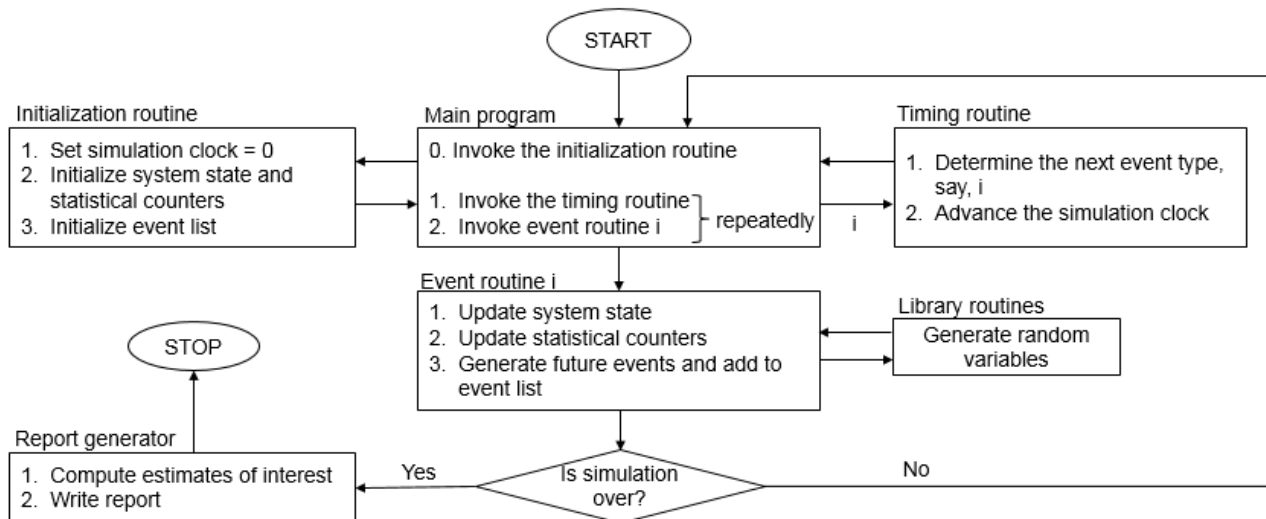 START
Initialization routine
1. Set simulation clock = 0
2. Initialize system state and
statistical counters
3. Initialize event list
Main program
0. Invoke the initialization routine
1. Invoke the timing routine
2. Invoke event routine i
repeatedly
i
Timing routine
1. Determine the next event type,
say, i
2. Advance the simulation clock
Event routine i
1. Update system state
2. Update statistical counters
3. Generate future events and add to
event list
Library routines
Generate random
variables
STOP
Report generator
1. Compute estimates of interest
2. Write report
Yes
Is simulation
over?
No